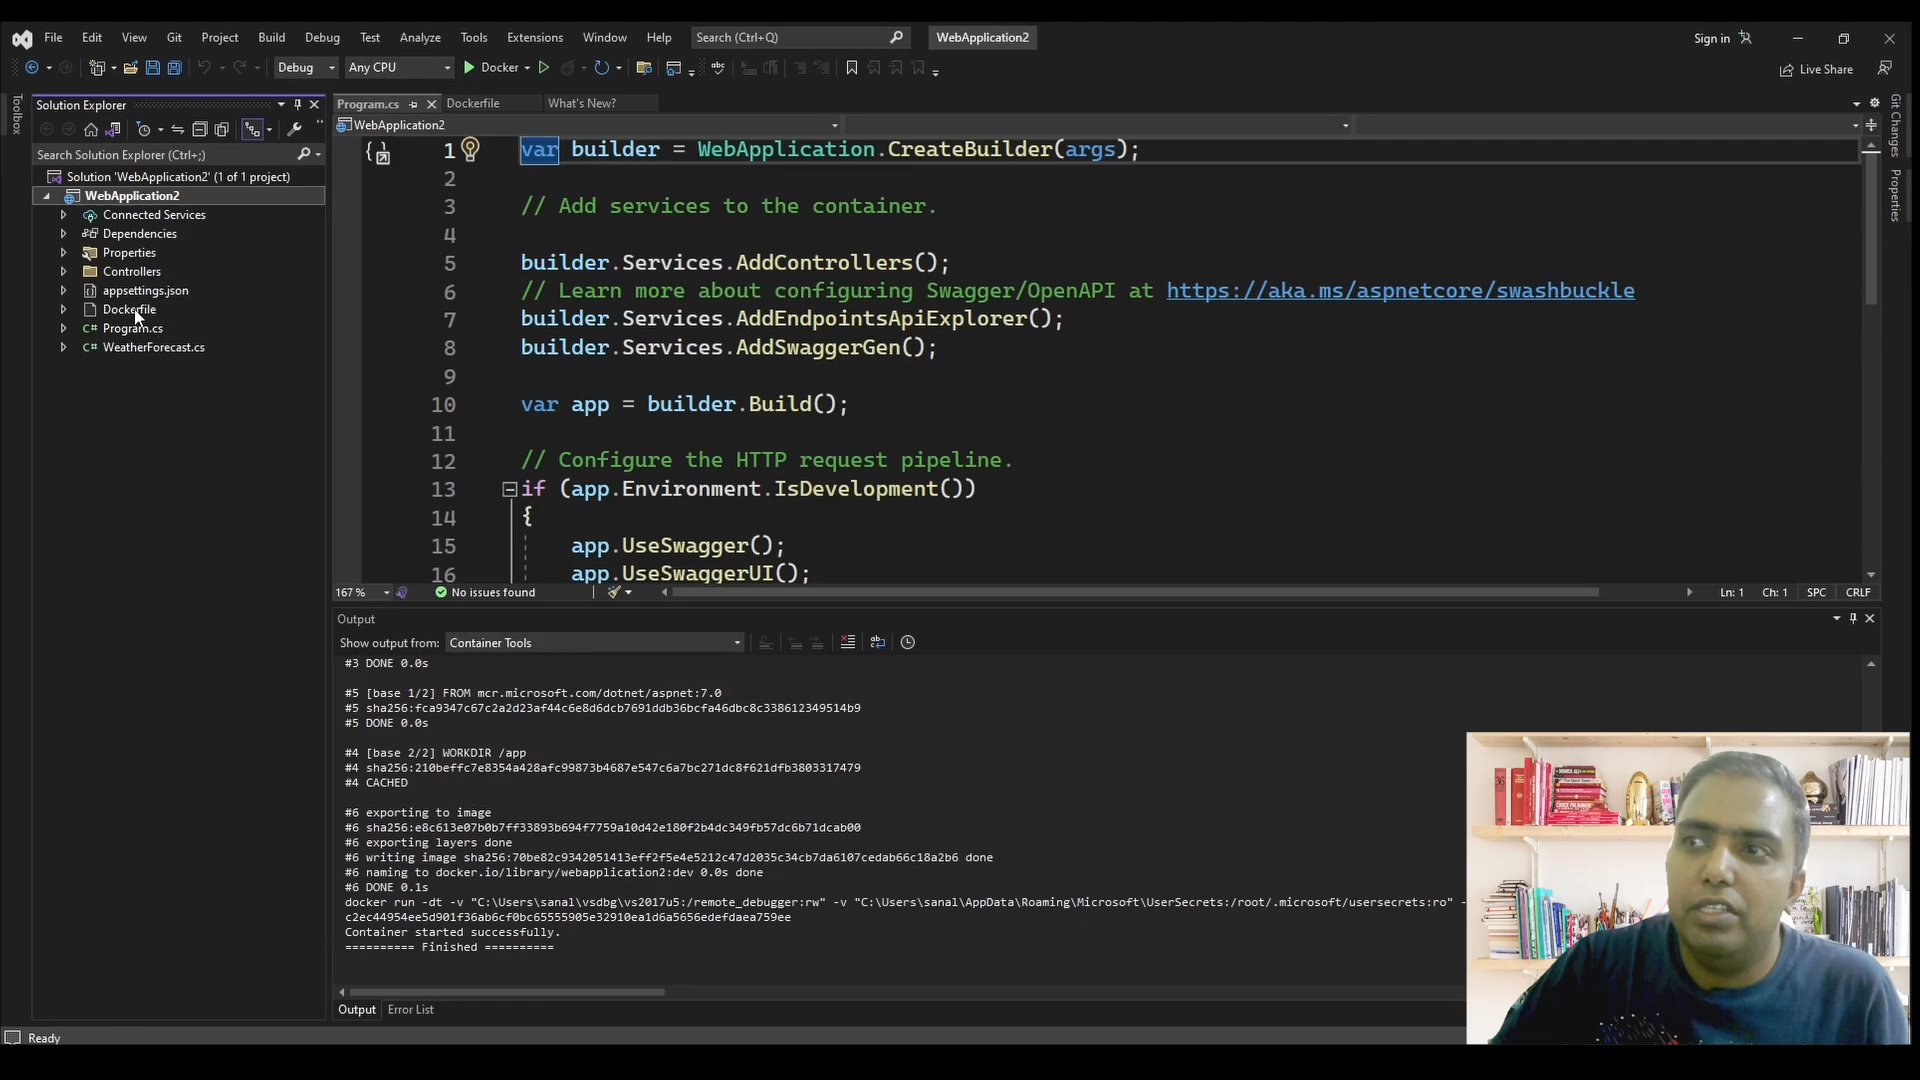 File Edit View Git Project Build Debug Test Analyze Tools Extensions Window Help Search (Ctrl+Q) WebApplication2 Sign in
Debug Any CPU Docker Live Share
Toolbox
Solution Explorer
Search Solution Explorer (Ctrl+;)
Solution 'WebApplication2' (1 of 1 project)
WebApplication2
Connected Services
Dependencies
Properties
Controllers
appsettings.json
Dockerfile
C# Program.cs
C# WeatherForecast.cs
Program.cs Dockerfile What's New?
WebApplication2
1 var builder = WebApplication.CreateBuilder(args);
2
3 // Add services to the container.
4
5 builder.Services.AddControllers();
6 // Learn more about configuring Swagger/OpenAPI at https://aka.ms/aspnetcore/swashbuckle
7 builder.Services.AddEndpointsApiExplorer();
8 builder.Services.AddSwaggerGen();
9
10 var app = builder.Build();
11
12 // Configure the HTTP request pipeline.
13 if (app.Environment.IsDevelopment())
14 {
15 app.UseSwagger();
16 app.UseSwaggerUI();
167 % No issues found Ln: 1 Ch: 1 SPC CRLF
Output
Show output from: Container Tools
#3 DONE 0.0s
#5 [base 1/2] FROM mcr.microsoft.com/dotnet/aspnet:7.0
#5 sha256:fca9347c67c2a2d23af44c6e8d6dcb7691ddb36bcfa46dbc8c338612349514b9
#5 DONE 0.0s
#4 [base 2/2] WORKDIR /app
#4 sha256:210beffc7e8354a428afc99873b4687e547c6a7bc271dc8f621dfb3803317479
#4 CACHED
#6 exporting to image
#6 sha256:e8c613e07b0b7ff33893b694f7759a10d42e180f2b4dc349fb57dc6b71dcab00
#6 exporting layers done
#6 writing image sha256:70be82c9342051413eff2f5e4e5212c47d2035c34cb7da6107cedab66c18a2b6 done
#6 naming to docker.io/library/webapplication2:dev 0.0s done
#6 DONE 0.1s
docker run -dt -v "C:\Users\sanal\vsdbg\vs2017u5:/remote_debugger:rw" -v "C:\Users\sanal\AppData\Roaming\Microsoft\UserSecrets:/root/.microsoft/usersecrets:ro" -
c2ec44954ee5d901f36ab6cf0bc65555905e32910ea1d6a5656edefdaea759ee
Container started successfully.
========== Finished ==========
Output Error List
Ready
Git Changes
Properties